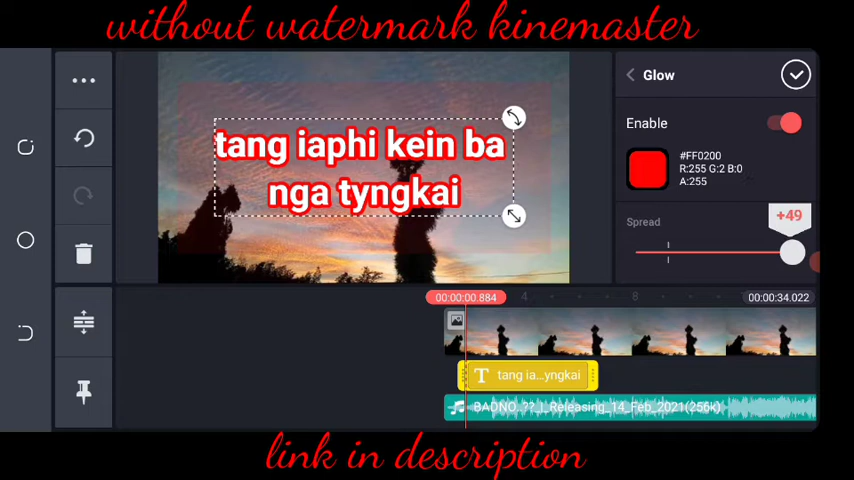 without watermark kinemaster
Glow
Enable
#FF0200
R:255 G:2 B:0
A:255
+49
Spread
tang iaphi kein ba
nga tyngkai
00:00:00.884
4
8
00:00:34.022
T tang ia...yngkai
BADNO..??_|_Releasing_14_Feb_2021(256k)
link in description